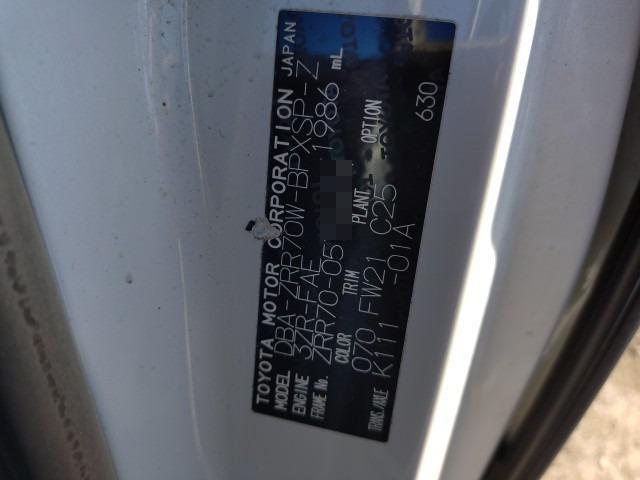 TOYOTA MOTOR CORPORATION JAPAN
MODEL DBA-ZRR70W-BPXSP-Z
ENGINE 3ZR-FAE 1986 mL
FRAME No. ZRR70-05
COLOR TRIM PLANT OPTION
070 FW21 C25 630
TRANS./AXLE K111 -01A